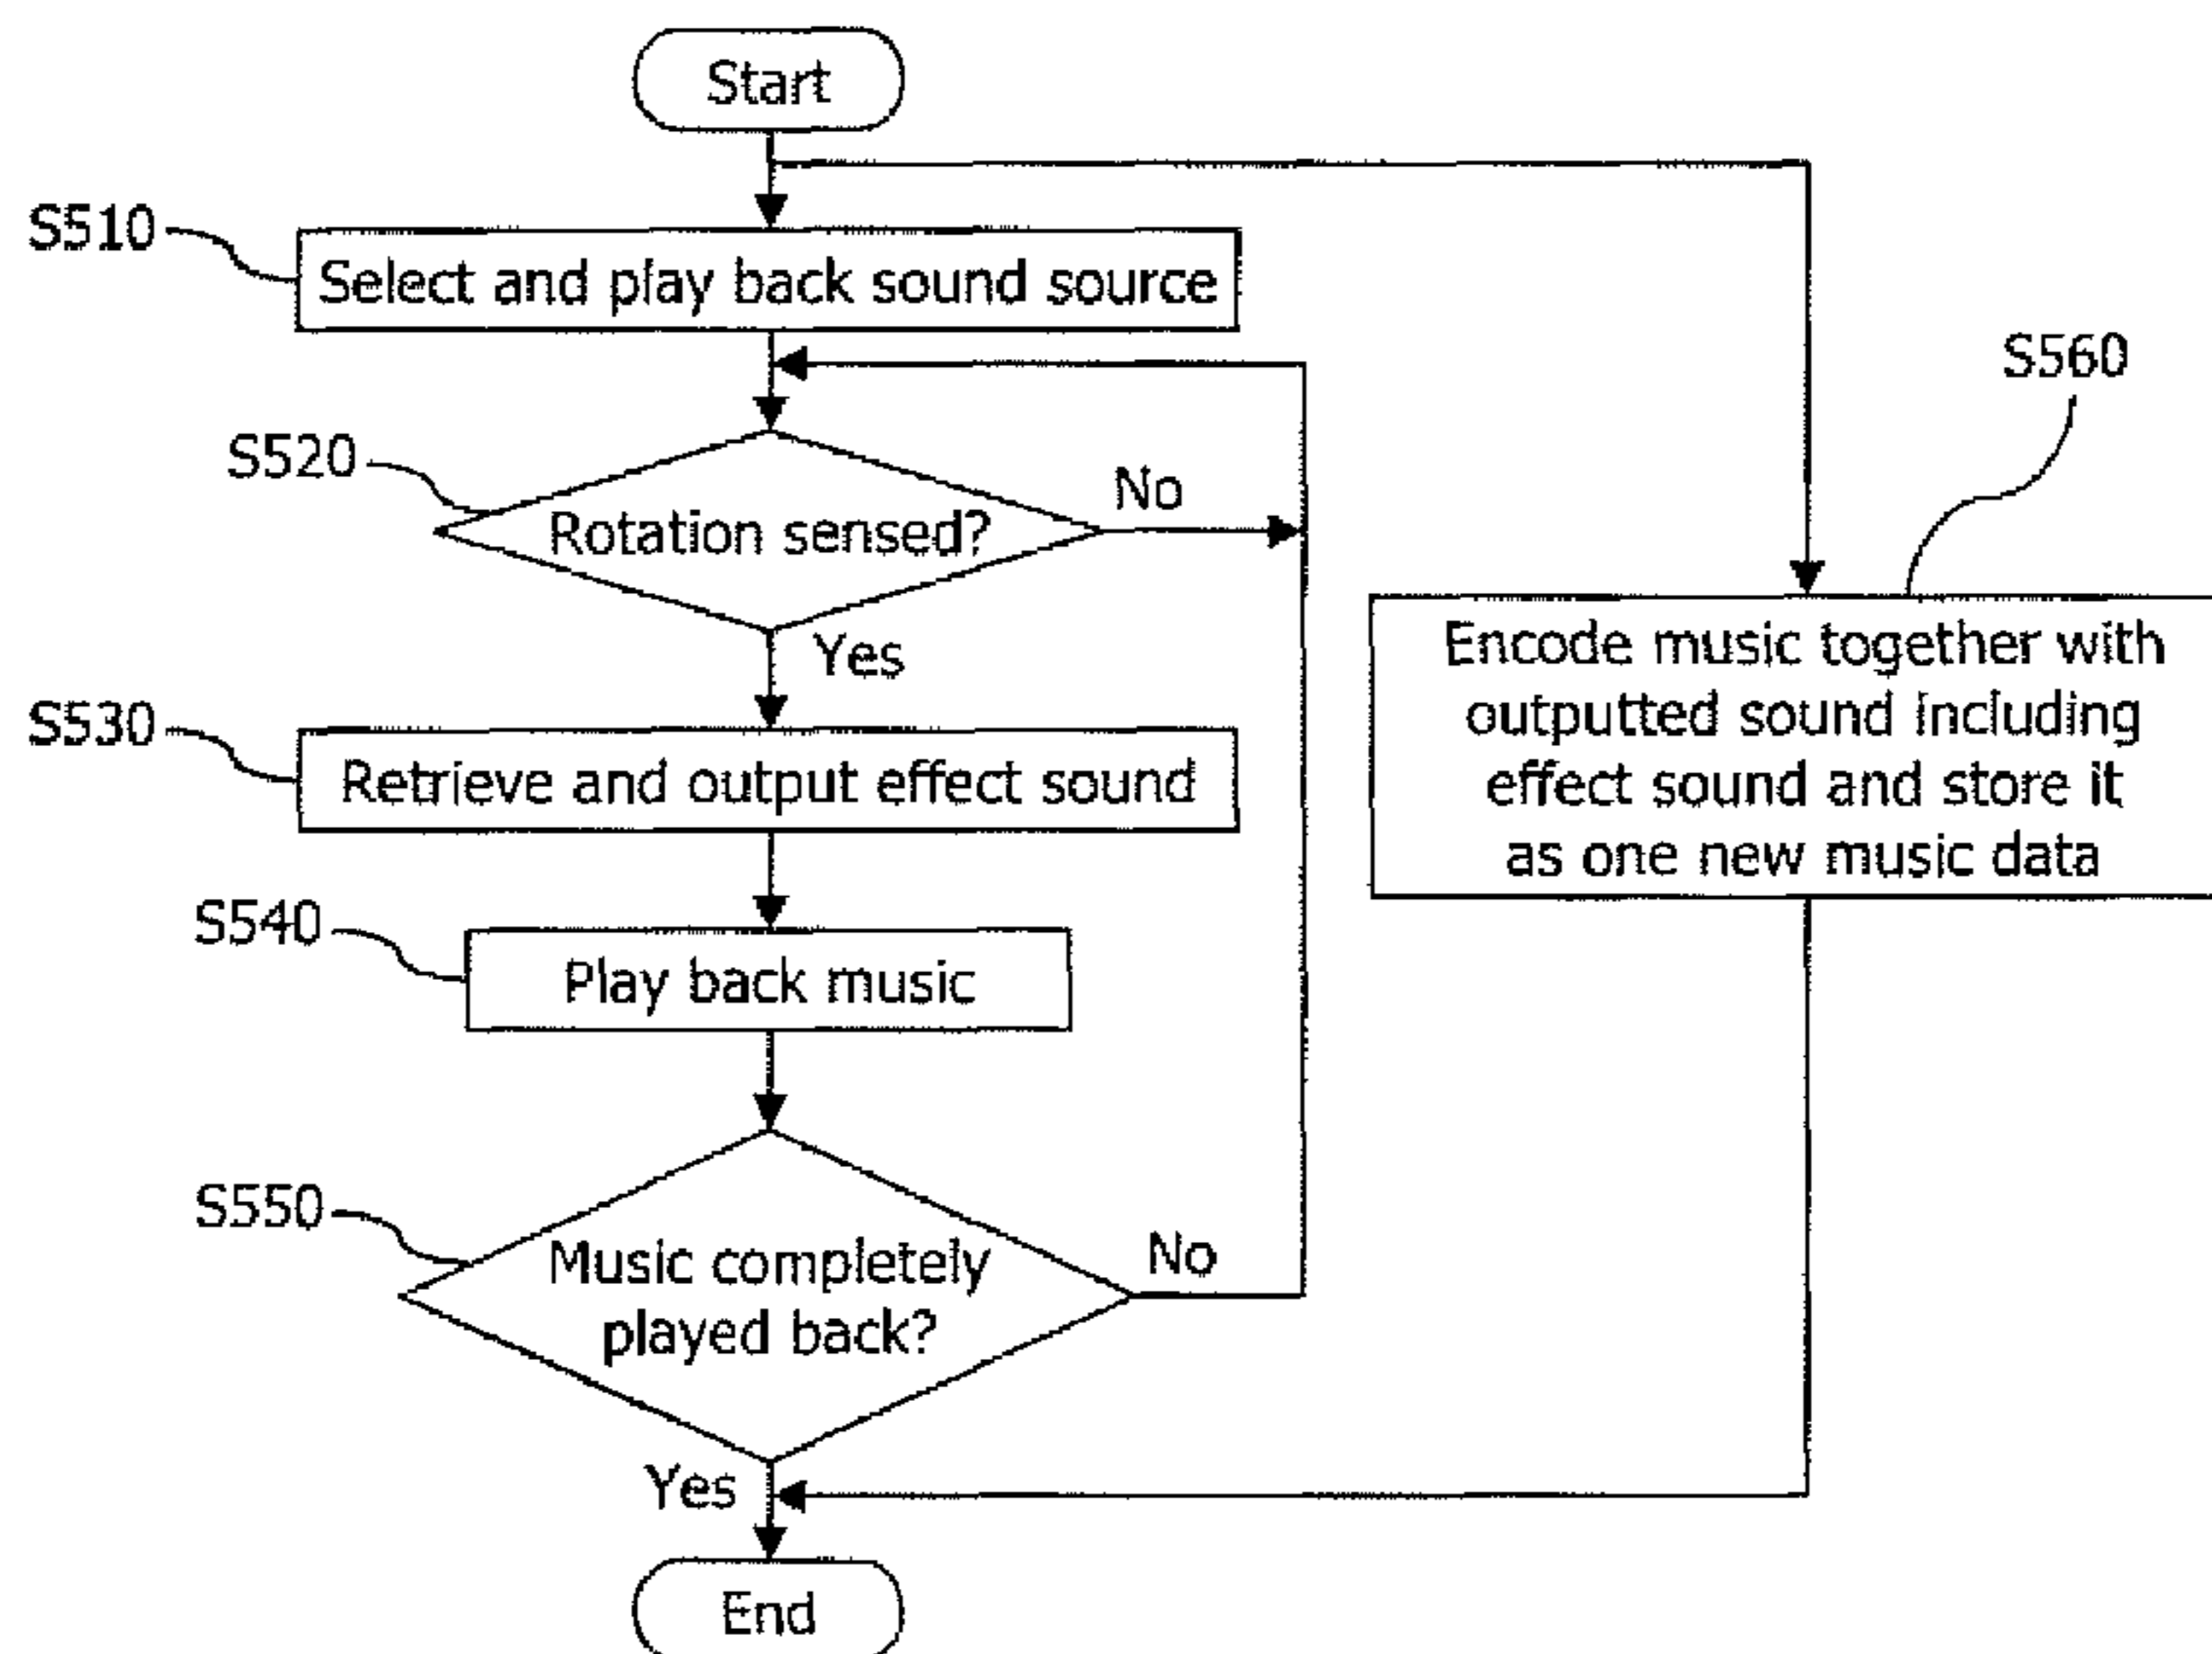 Start
S510
Select and play back sound source
S520
Rotation sensed?
No
Yes
S530
Retrieve and output effect sound
S540
Play back music
S550
Music completely
played back?
No
Yes
End
S560
Encode music together with
outputted sound including
effect sound and store it
as one new music data